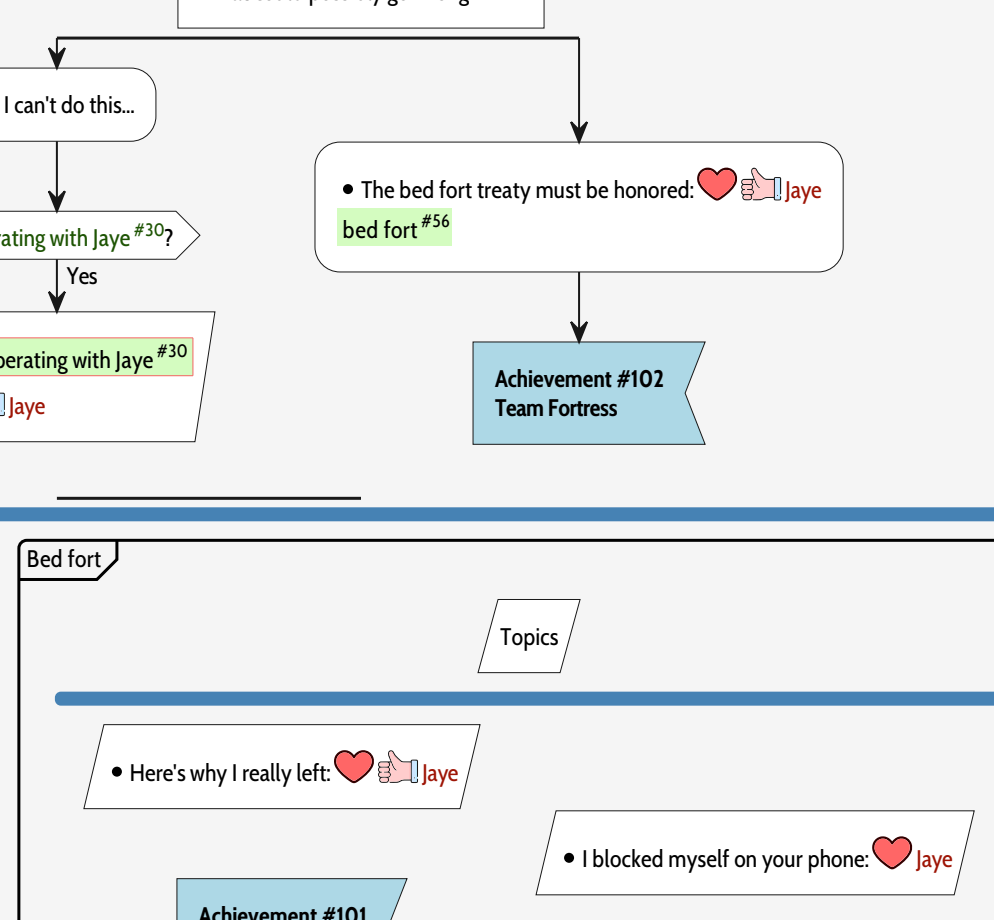 I can't do this...
• The bed fort treaty must be honored: Jaye
bed fort #56
rating with Jaye #30?
Yes
perating with Jaye #30
Jaye
Achievement #102
Team Fortress
Bed fort
Topics
• Here's why I really left: Jaye
• I blocked myself on your phone: Jaye
Achievement #101